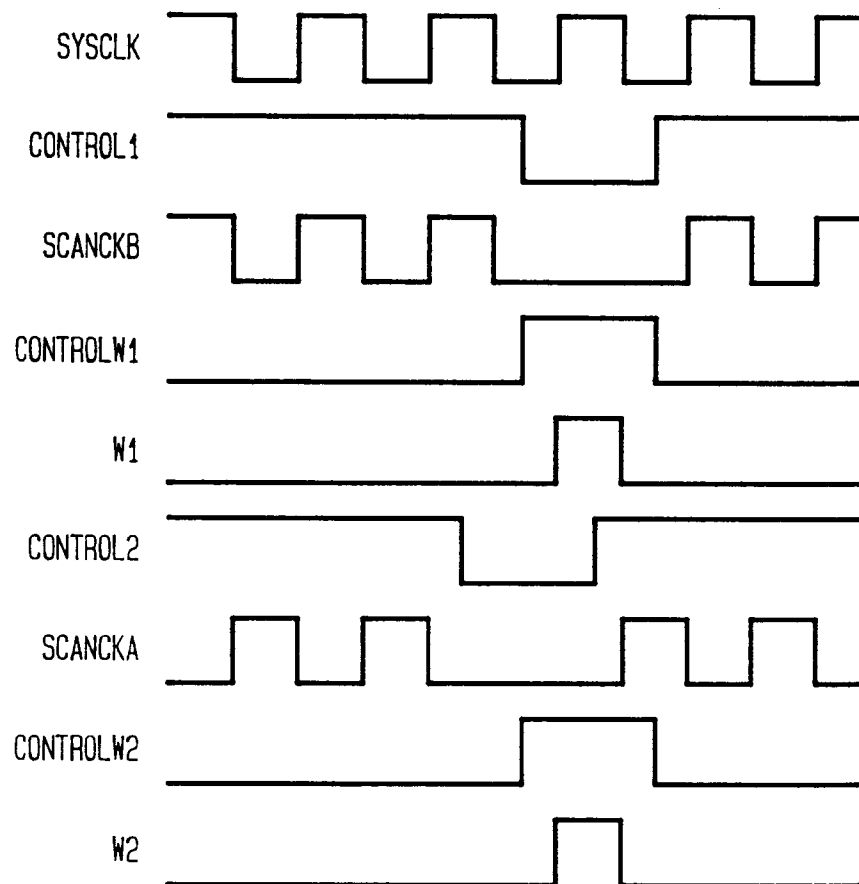 SYSCLK
CONTROL1
SCANCKB
CONTROLW1
W1
CONTROL2
SCANCKA
CONTROLW2
W2